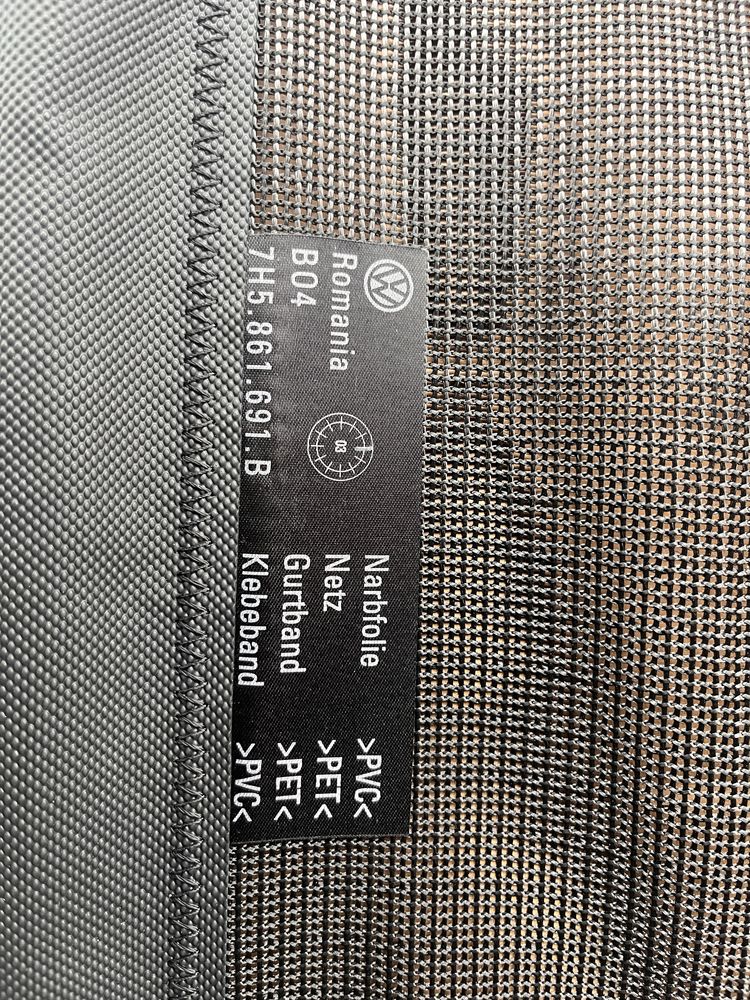 Romania
B04
7H5.861.691.B
03
Narbfolie >PVC<
Netz >PET<
Gurtband >PET<
Klebeband >PVC<